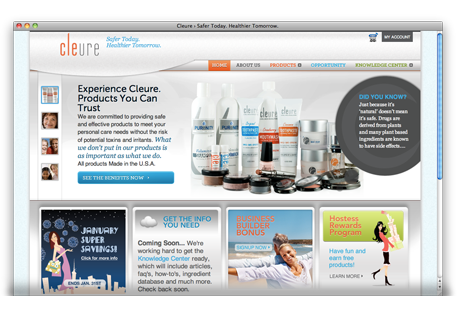 Cleure - Safer Today. Healthier Tomorrow.
cleure
Safer Today.
Healthier Tomorrow.
MY ACCOUNT
HOME
ABOUT US
PRODUCTS
OPPORTUNITY
KNOWLEDGE CENTER
Experience Cleure.
Products You Can
Trust
We are committed to providing safe
and effective products to meet your
personal care needs without the risk
of potential toxins and irritants. What
we don't put in our products is
as important as what we do.
All products Made in the U.S.A.
SEE THE BENEFITS NOW
cleure
DID YOU KNOW?
Just because it's
"natural" doesn't mean
it's safe. Drugs are
derived from plants
and many plant based
ingredients are known
to have side effects....
JANUARY
SUPER
SAVINGS!
Click for more info
ENDS JAN. 31ST
GET THE INFO
YOU NEED
Coming Soon... We're
working hard to get the
Knowledge Center ready,
which will include articles,
faq's, how-to's, ingredient
database and much more.
Check back soon.
BUSINESS
BUILDER
BONUS
SIGNUP NOW
Hostess
Rewards
Program
Have fun and
earn free
products!
LEARN MORE